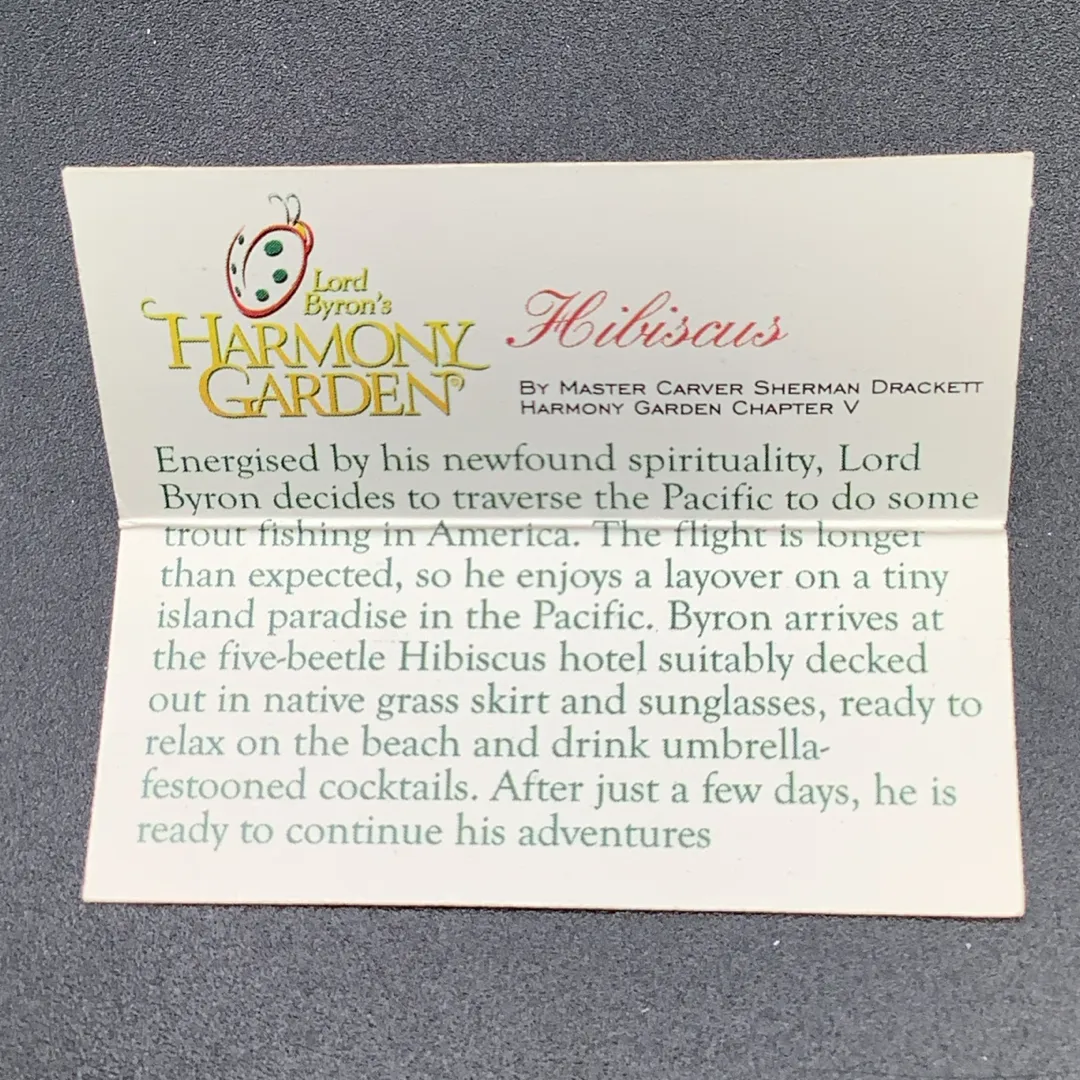 Lord
Byron's
HARMONY
GARDEN®
Hibiscus
BY MASTER CARVER SHERMAN DRACKETT
HARMONY GARDEN CHAPTER V
Energised by his newfound spirituality, Lord
Byron decides to traverse the Pacific to do some
trout fishing in America. The flight is longer
than expected, so he enjoys a layover on a tiny
island paradise in the Pacific. Byron arrives at
the five-beetle Hibiscus hotel suitably decked
out in native grass skirt and sunglasses, ready to
relax on the beach and drink umbrella-
festooned cocktails. After just a few days, he is
ready to continue his adventures